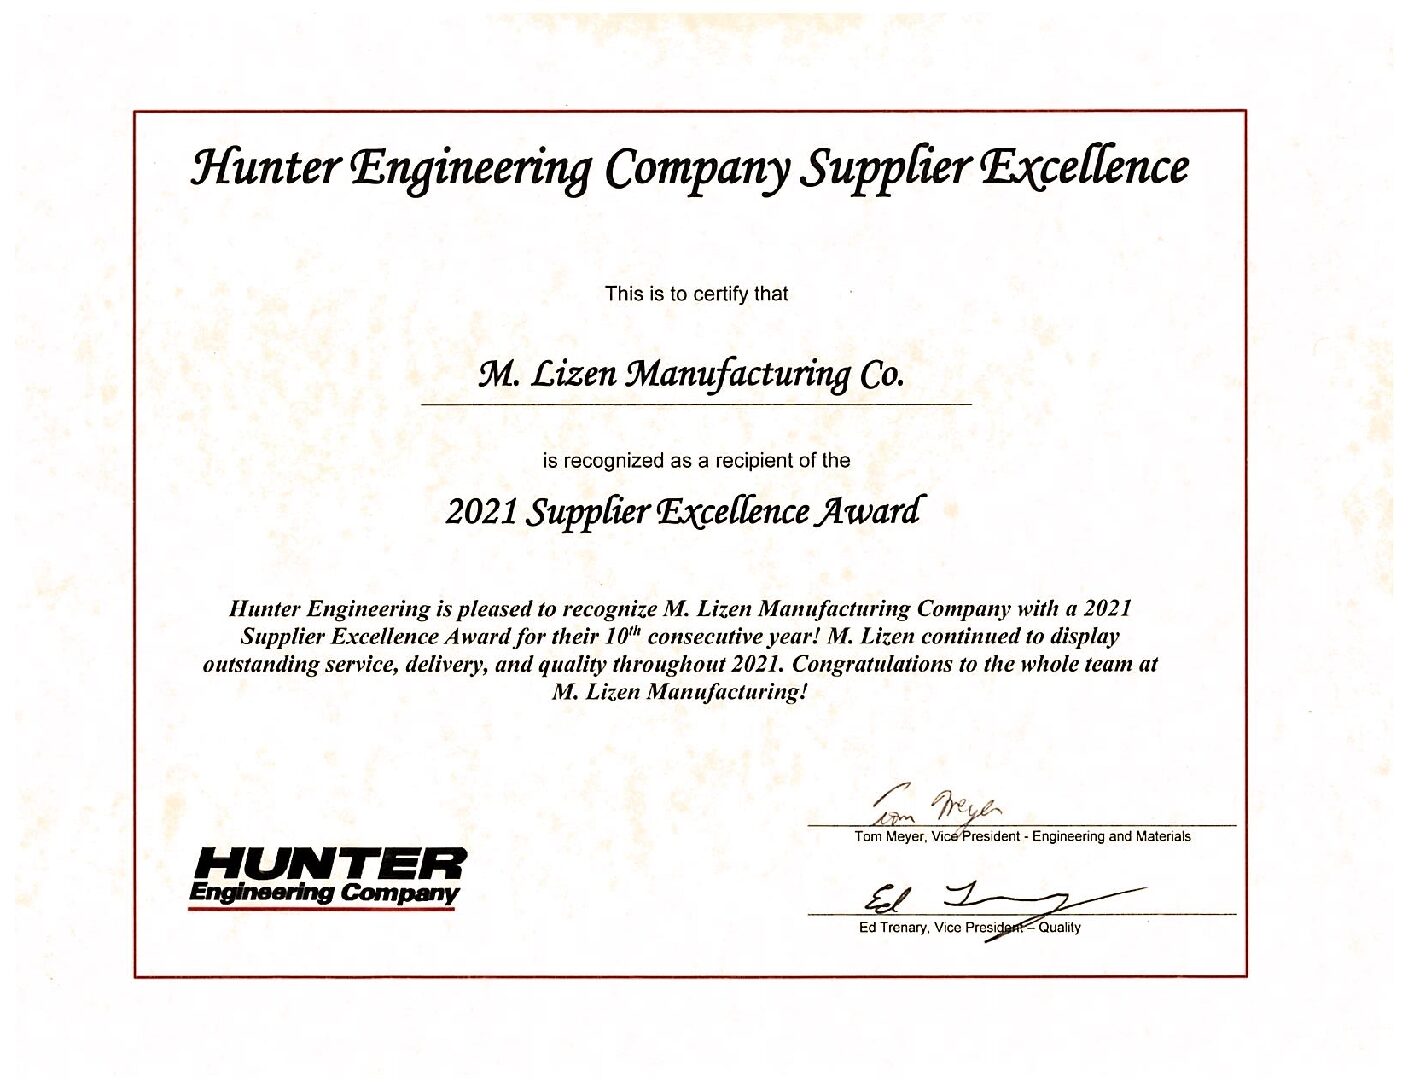 Hunter Engineering Company Supplier Excellence
This is to certify that
M. Lizen Manufacturing Co.
is recognized as a recipient of the
2021 Supplier Excellence Award
Hunter Engineering is pleased to recognize M. Lizen Manufacturing Company with a 2021
Supplier Excellence Award for their 10th consecutive year! M. Lizen continued to display
outstanding service, delivery, and quality throughout 2021. Congratulations to the whole team at
M. Lizen Manufacturing!
Tom Meyer
Tom Meyer, Vice President - Engineering and Materials
HUNTER
Engineering Company
Ed
Ed Trenary, Vice President – Quality